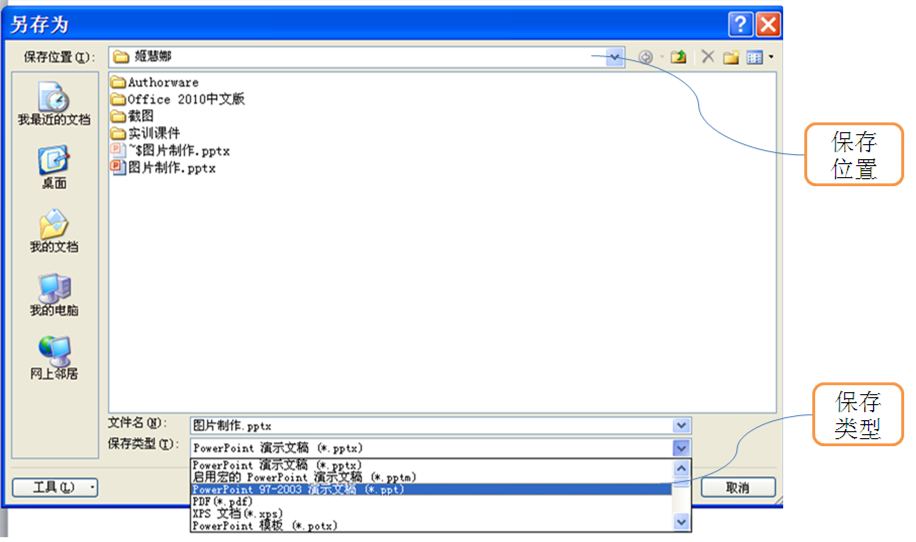 另存为
保存位置(I):
姬慧娜
我最近的文档
桌面
我的文档
我的电脑
网上邻居
Authorware
Office 2010中文版
截图
实训课件
~$图片制作.pptx
图片制作.pptx
保存
位置
文件名(N):
图片制作.pptx
保存类型(T):
PowerPoint 演示文稿 (*.pptx)
PowerPoint 演示文稿 (*.pptx)
启用宏的 PowerPoint 演示文稿 (*.pptm)
PowerPoint 97-2003 演示文稿 (*.ppt)
PDF(*.pdf)
XPS 文档(*.xps)
PowerPoint 模板 (*.potx)
保存
类型
工具(L)
取消